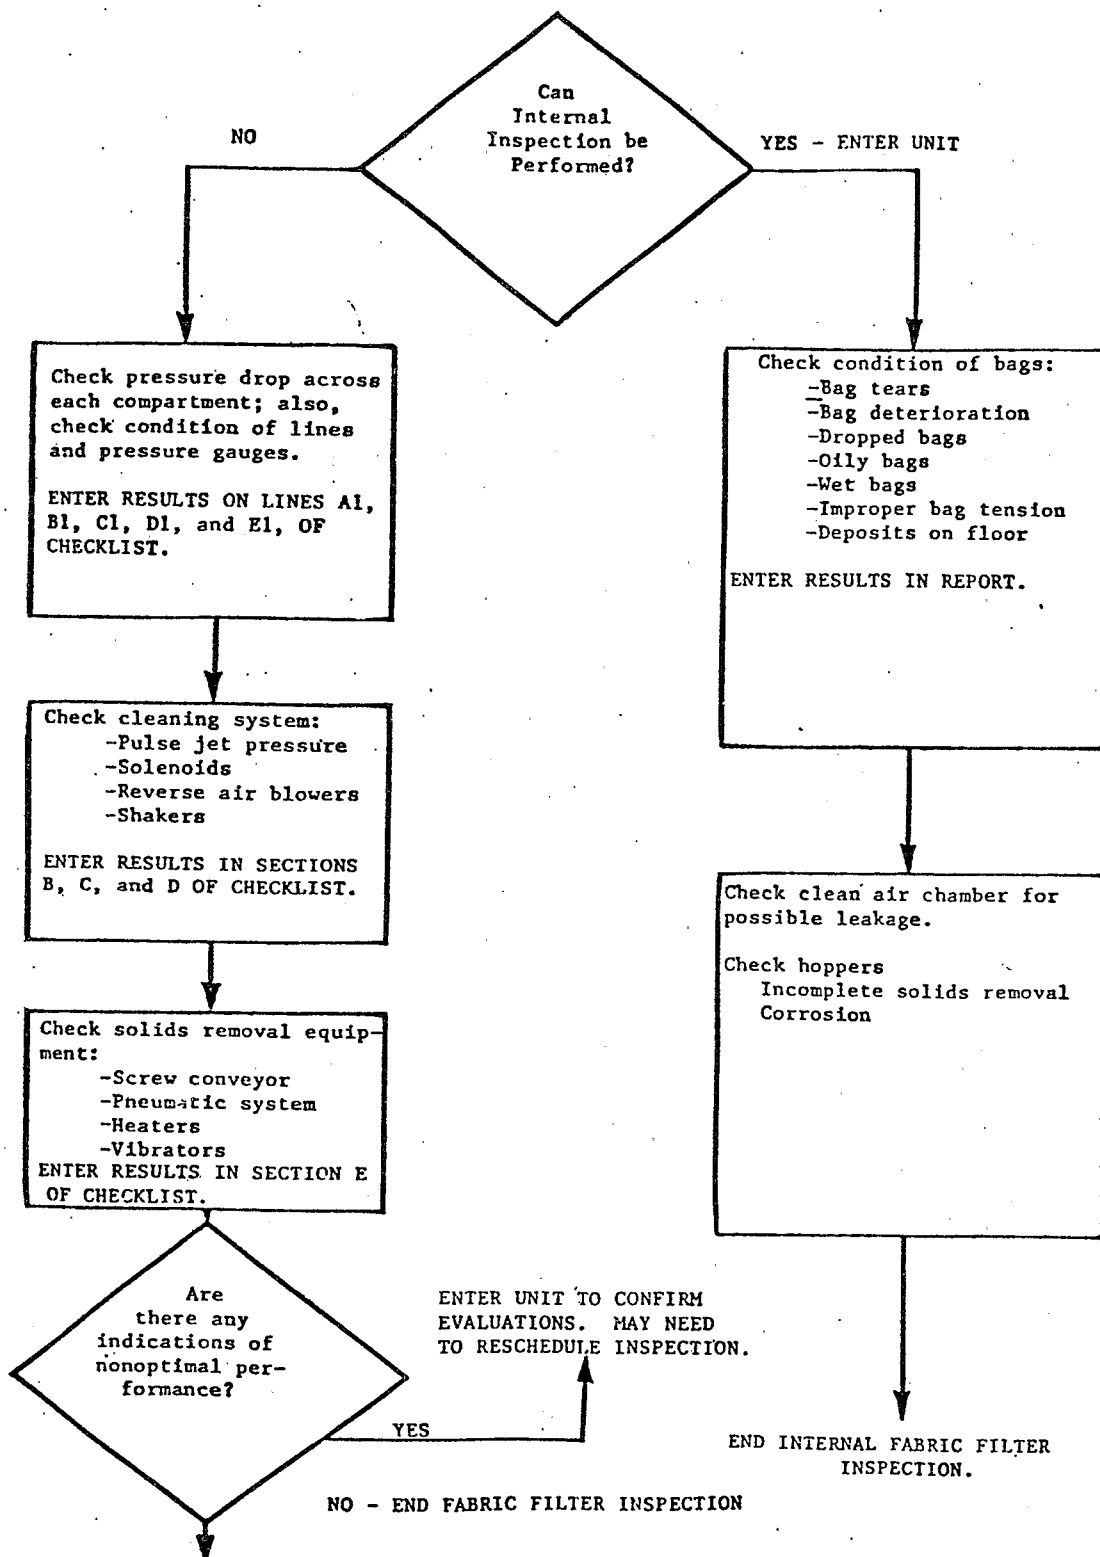 Can
Internal
Inspection be
Performed?
NO
YES - ENTER UNIT
Check pressure drop across
each compartment; also,
check condition of lines
and pressure gauges.
ENTER RESULTS ON LINES A1,
B1, C1, D1, and E1, OF
CHECKLIST.
Check cleaning system:
-Pulse jet pressure
-Solenoids
-Reverse air blowers
-Shakers
ENTER RESULTS IN SECTIONS
B, C, and D OF CHECKLIST.
Check solids removal equip-
ment:
-Screw conveyor
-Pneumatic system
-Heaters
-Vibrators
ENTER RESULTS IN SECTION E
OF CHECKLIST.
Are
there any
indications of
nonoptimal per-
formance?
YES
ENTER UNIT TO CONFIRM
EVALUATIONS. MAY NEED
TO RESCHEDULE INSPECTION.
NO - END FABRIC FILTER INSPECTION
Check condition of bags:
-Bag tears
-Bag deterioration
-Dropped bags
-Oily bags
-Wet bags
-Improper bag tension
-Deposits on floor
ENTER RESULTS IN REPORT.
Check clean air chamber for
possible leakage.
Check hoppers
Incomplete solids removal
Corrosion
END INTERNAL FABRIC FILTER
INSPECTION.